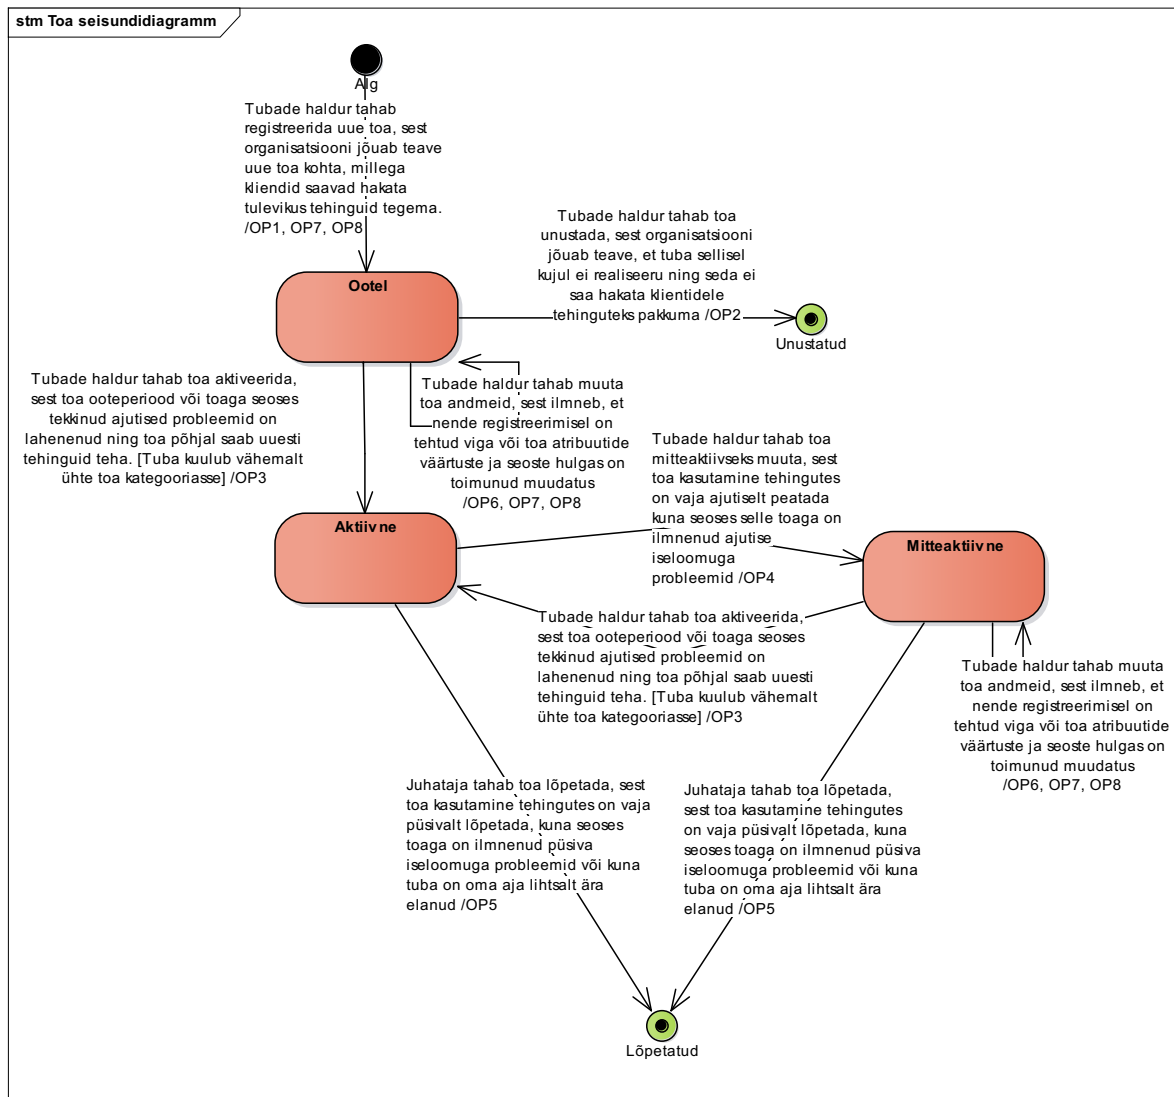 stm Toa seisundidiagramm
Alg
Tubade haldur tahab
registreerida uue toa, sest
organisatsiooni jõuab teave
uue toa kohta, millega
kliendid saavad hakata
tulevikus tehinguid tegema.
/OP1, OP7, OP8
Tubade haldur tahab toa
unustada, sest organisatsiooni
jõuab teave, et tuba sellisel
kujul ei realiseeru ning seda ei
saa hakata klientidele
tehinguteks pakkuma /OP2
Ootel
Unustatud
Tubade haldur tahab toa aktiveerida,
sest toa ooteperiood või toaga seoses
tekkinud ajutised probleemid on
lahenenud ning toa põhjal saab uuesti
tehinguid teha. [Tuba kuulub vähemalt
ühte toa kategooriasse] /OP3
Tubade haldur tahab muuta
toa andmeid, sest ilmneb, et
nende registreerimisel on
tehtud viga või toa atribuutide
väärtuste ja seoste hulgas on
toimunud muudatus
/OP6, OP7, OP8
Tubade haldur tahab toa
mitteaktiivseks muuta, sest
toa kasutamine tehingutes
on vaja ajutiselt peatada
kuna seoses selle toaga on
ilmnenud ajutise
iseloomuga
probleemid /OP4
Aktiivne
Mitteaktiivne
Tubade haldur tahab toa aktiveerida,
sest toa ooteperiood või toaga seoses
tekkinud ajutised probleemid on
lahenenud ning toa põhjal saab uuesti
tehinguid teha. [Tuba kuulub vähemalt
ühte toa kategooriasse] /OP3
Tubade haldur tahab muuta
toa andmeid, sest ilmneb, et
nende registreerimisel on
tehtud viga või toa atribuutide
väärtuste ja seoste hulgas on
toimunud muudatus
/OP6, OP7, OP8
Juhataja tahab toa lõpetada, sest
toa kasutamine tehingutes on vaja
püsivalt lõpetada, kuna seoses
toaga on ilmnenud püsiva
iseloomuga probleemid või kuna
tuba on oma aja lihtsalt ära
elanud /OP5
Juhataja tahab toa lõpetada,
sest toa kasutamine tehingutes
on vaja püsivalt lõpetada, kuna
seoses toaga on ilmnenud püsiva
iseloomuga probleemid või kuna
tuba on oma aja lihtsalt ära
elanud /OP5
Lõpetatud